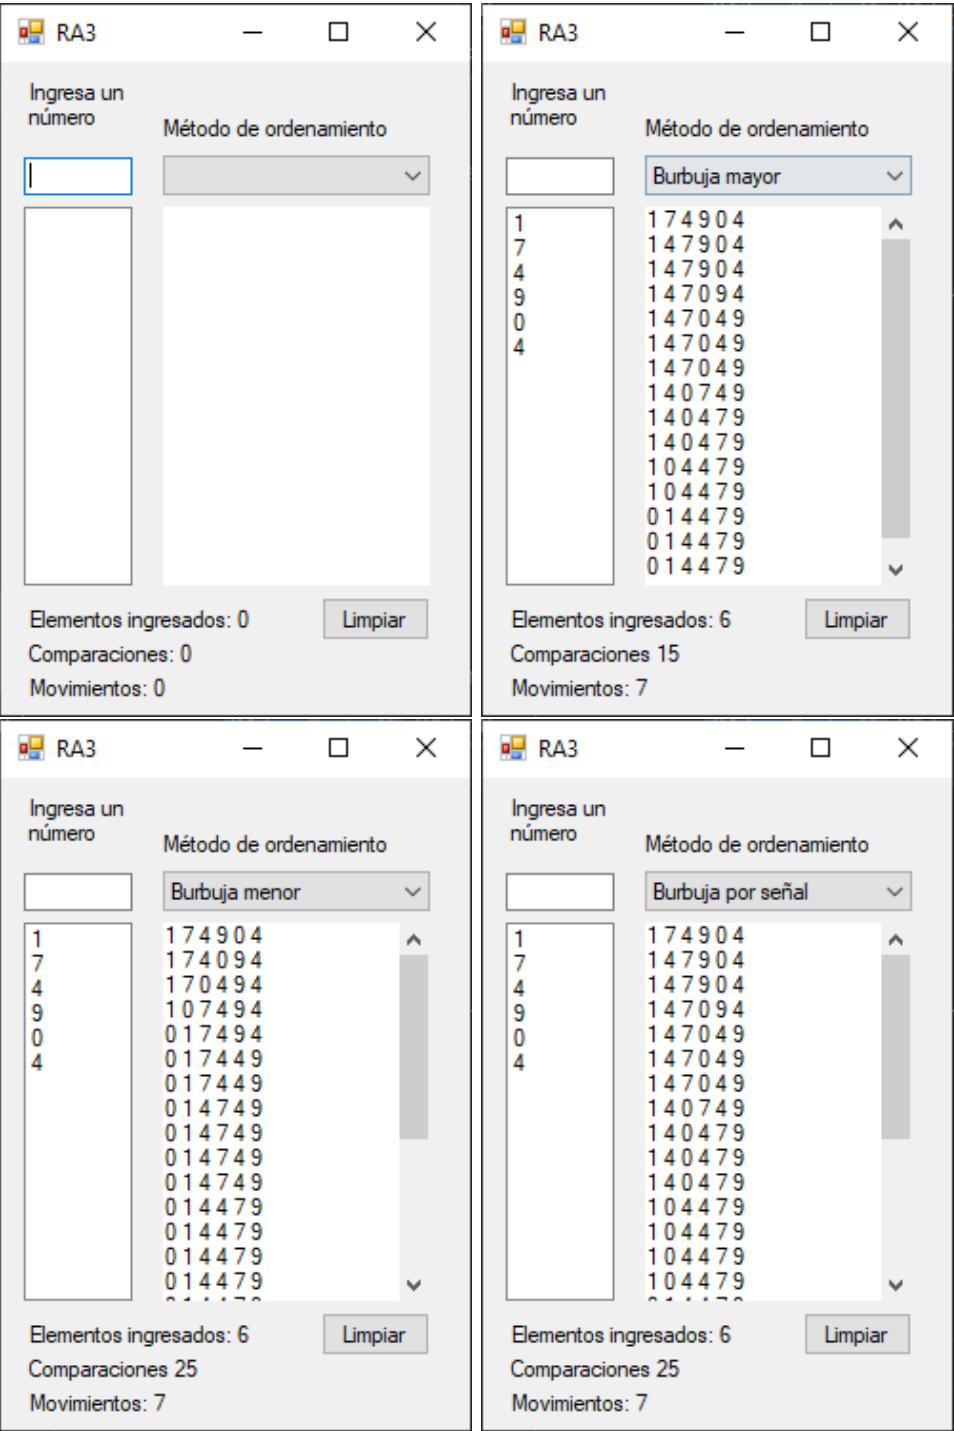 RA3
Ingresa un
número
Método de ordenamiento
Elementos ingresados: 0
Limpiar
Comparaciones: 0
Movimientos: 0
RA3
Ingresa un
número
Método de ordenamiento
Burbuja mayor
1
7
4
9
0
4
1 7 4 9 0 4
1 4 7 9 0 4
1 4 7 9 0 4
1 4 7 0 9 4
1 4 7 0 4 9
1 4 7 0 4 9
1 4 7 0 4 9
1 4 0 7 4 9
1 4 0 4 7 9
1 4 0 4 7 9
1 0 4 4 7 9
1 0 4 4 7 9
0 1 4 4 7 9
0 1 4 4 7 9
0 1 4 4 7 9
Elementos ingresados: 6
Limpiar
Comparaciones 15
Movimientos: 7
RA3
Ingresa un
número
Método de ordenamiento
Burbuja menor
1
7
4
9
0
4
1 7 4 9 0 4
1 7 4 0 9 4
1 7 0 4 9 4
1 0 7 4 9 4
0 1 7 4 9 4
0 1 7 4 4 9
0 1 7 4 4 9
0 1 4 7 4 9
0 1 4 7 4 9
0 1 4 7 4 9
0 1 4 7 4 9
0 1 4 4 7 9
0 1 4 4 7 9
0 1 4 4 7 9
0 1 4 4 7 9
Elementos ingresados: 6
Limpiar
Comparaciones 25
Movimientos: 7
RA3
Ingresa un
número
Método de ordenamiento
Burbuja por señal
1
7
4
9
0
4
1 7 4 9 0 4
1 4 7 9 0 4
1 4 7 9 0 4
1 4 7 0 9 4
1 4 7 0 4 9
1 4 7 0 4 9
1 4 7 0 4 9
1 4 0 7 4 9
1 4 0 4 7 9
1 4 0 4 7 9
1 4 0 4 7 9
1 0 4 4 7 9
1 0 4 4 7 9
1 0 4 4 7 9
1 0 4 4 7 9
Elementos ingresados: 6
Limpiar
Comparaciones 25
Movimientos: 7